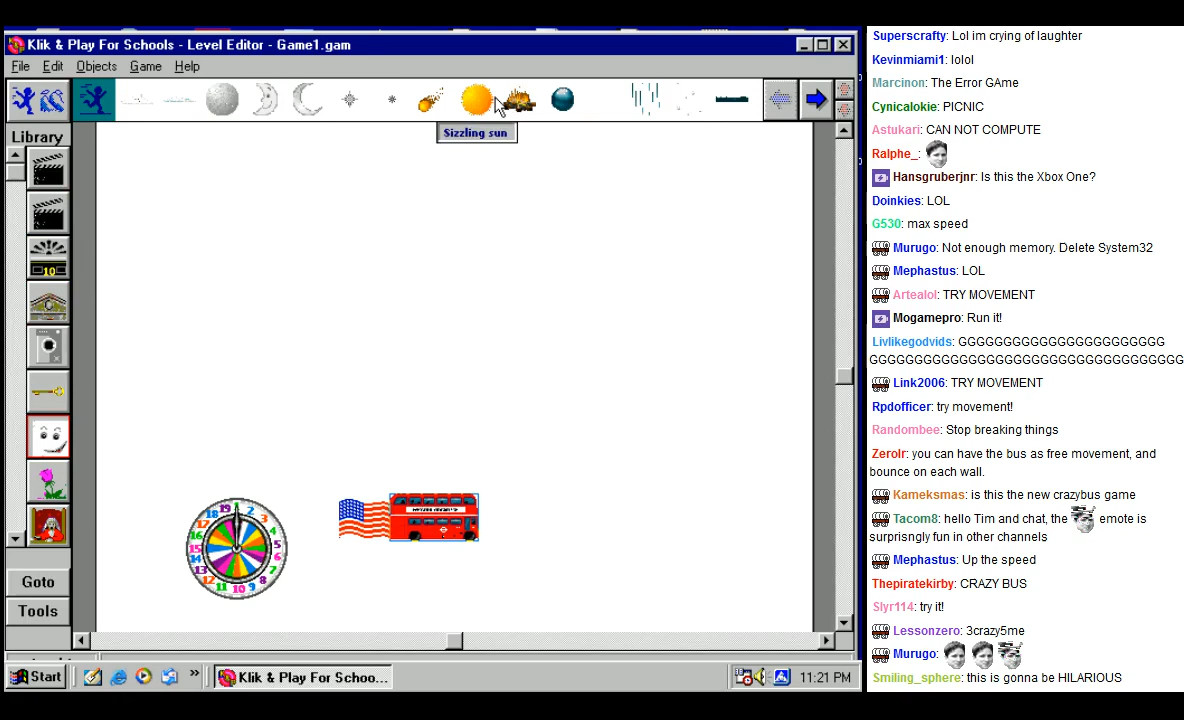 Klik & Play For Schools - Level Editor - Game1.gam
File Edit Objects Game Help
Sizzling sun
Library
10
Goto
Tools
Start
Klik & Play For Schoo...
11:21 PM
Superscrafty: Lol im crying of laughter
Kevinmiami1: lolol
Marcinon: The Error GAme
Cynicalokie: PICNIC
Astukari: CAN NOT COMPUTE
Ralphe_:
Hansgruberjnr: Is this the Xbox One?
Doinkies: LOL
G530: max speed
Murugo: Not enough memory. Delete System32
Mephastus: LOL
Artealol: TRY MOVEMENT
Mogamepro: Run it!
Livlikegodvids: GGGGGGGGGGGGGGGGGGGGGGG
GGGGGGGGGGGGGGGGGGGGGGGGGGGGGGGGGGG
Link2006: TRY MOVEMENT
Rpdofficer: try movement!
Randombee: Stop breaking things
Zerolr: you can have the bus as free movement, and
bounce on each wall.
Kameksmas: is this the new crazybus game
Tacom8: hello Tim and chat, the emote is
surprisngly fun in other channels
Mephastus: Up the speed
Thepiratekirby: CRAZY BUS
Slyr114: try it!
Lessonzero: 3crazy5me
Murugo:
Smiling_sphere: this is gonna be HILARIOUS